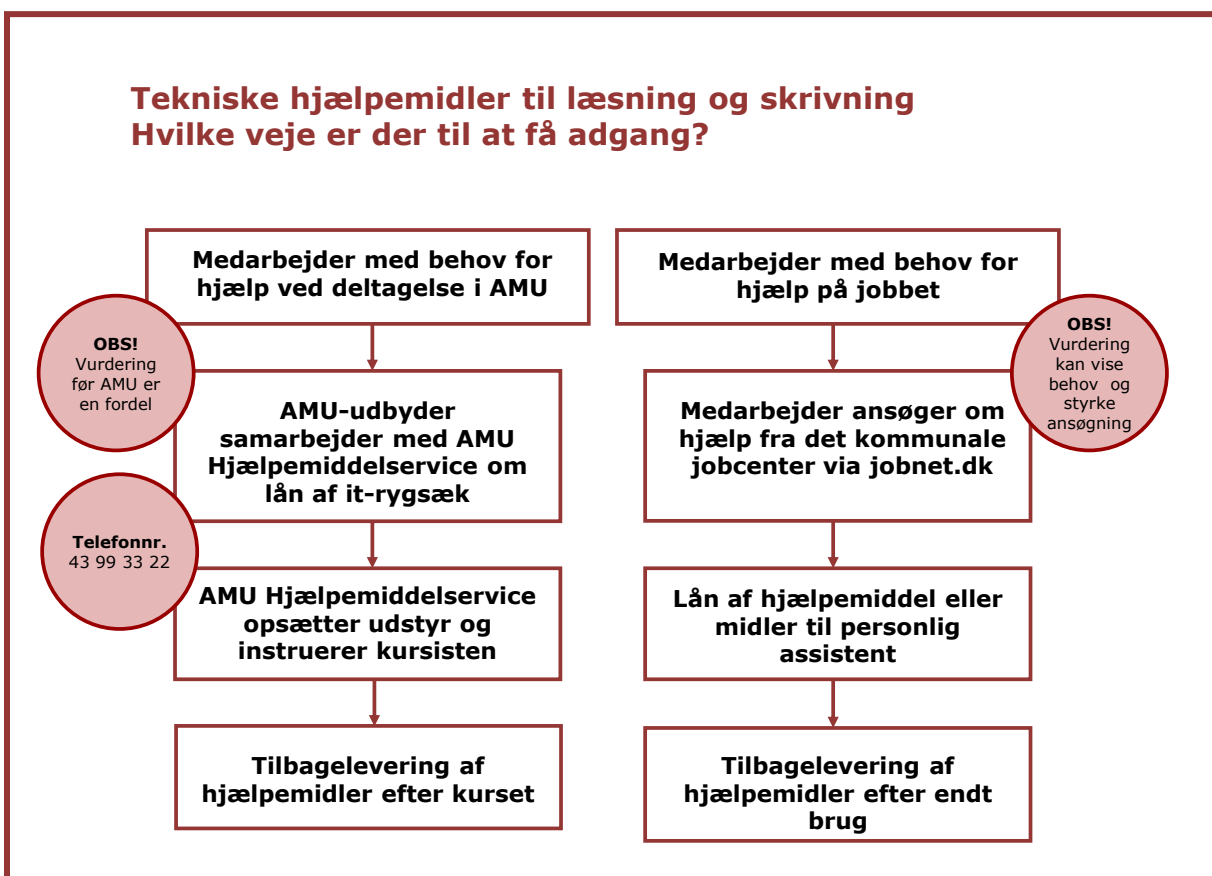 Tekniske hjælpemidler til læsning og skrivning
Hvilke veje er der til at få adgang?
Medarbejder med behov for
hjælp ved deltagelse i AMU
OBS!
Vurdering
før AMU er
en fordel
AMU-udbyder
samarbejder med AMU
Hjælpemiddelservice om
lån af it-rygsæk
Telefonnr.
43 99 33 22
AMU Hjælpemiddelservice
opsætter udstyr og
instruerer kursisten
Tilbagelevering af
hjælpemidler efter kurset
Medarbejder med behov for
hjælp på jobbet
OBS!
Vurdering
kan vise
behov og
styrke
ansøgning
Medarbejder ansøger om
hjælp fra det kommunale
jobcenter via jobnet.dk
Lån af hjælpemiddel eller
midler til personlig
assistent
Tilbagelevering af
hjælpemidler efter endt
brug